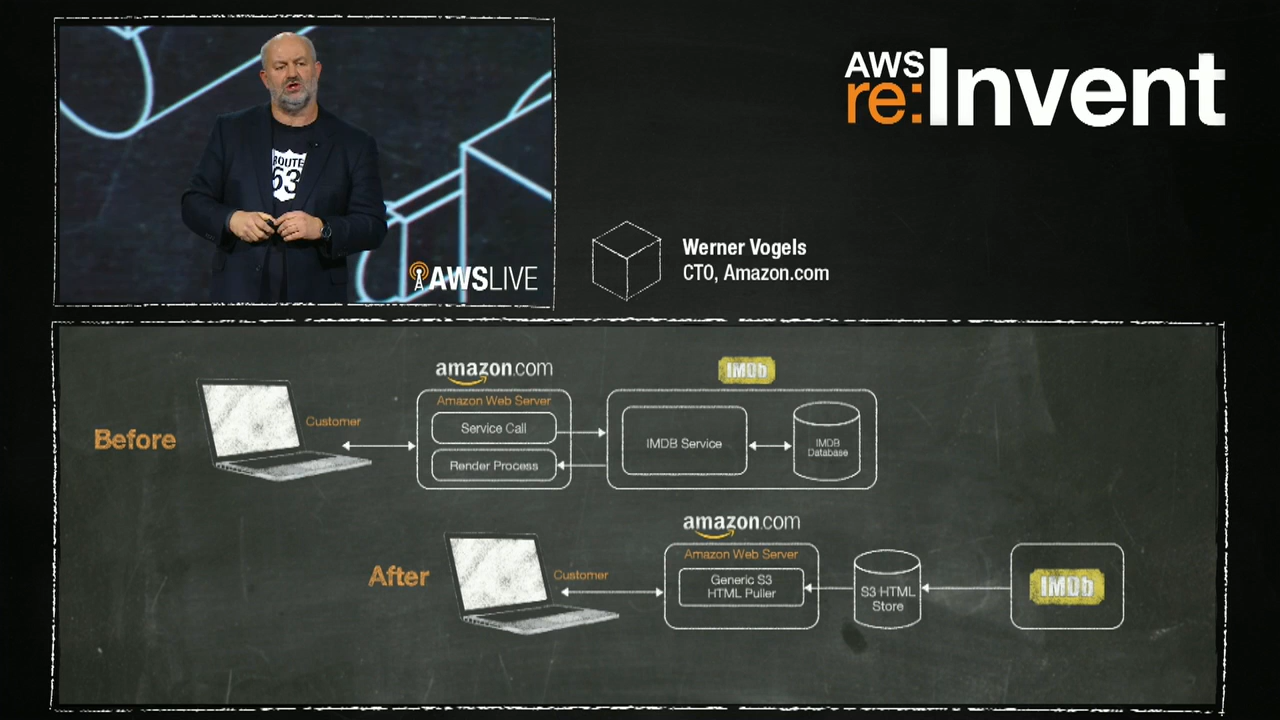 ROUTE
63
AWSLIVE
AWS
re:Invent
Werner Vogels
CTO, Amazon.com
Before
Customer
amazon.com
Amazon Web Server
Service Call
Render Process
IMDb
IMDB Service
IMDB
Database
After
Customer
amazon.com
Amazon Web Server
Generic S3
HTML Puller
S3 HTML
Store
IMDb